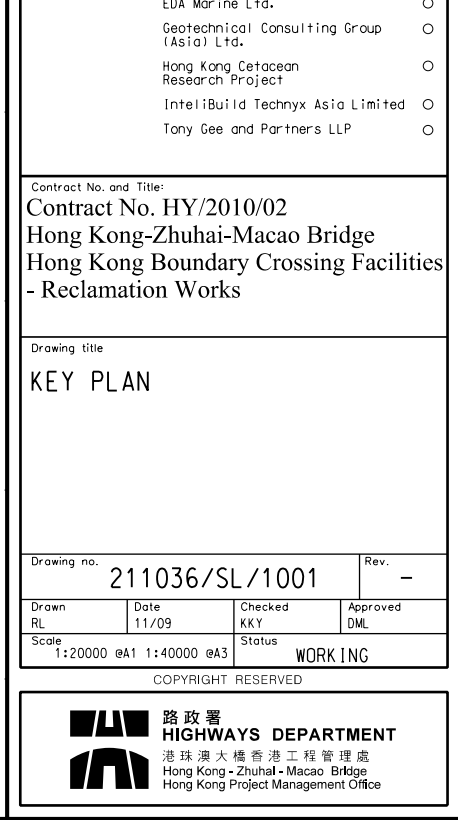 EDA Marine Ltd.
Geotechnical Consulting Group
(Asia) Ltd.
Hong Kong Cetacean
Research Project
InteliBuild Technyx Asia Limited
Tony Gee and Partners LLP
Contract No. and Title:
Contract No. HY/2010/02
Hong Kong-Zhuhai-Macao Bridge
Hong Kong Boundary Crossing Facilities
- Reclamation Works
Drawing title
KEY PLAN
Drawing no. 211036/SL/1001 Rev. -
Drawn Date Checked Approved
RL 11/09 KKY DML
Scale Status
1:20000 @A1 1:40000 @A3 WORKING
COPYRIGHT RESERVED
路政署
HIGHWAYS DEPARTMENT
港珠澳大橋香港工程管理處
Hong Kong - Zhuhai - Macao Bridge
Hong Kong Project Management Office